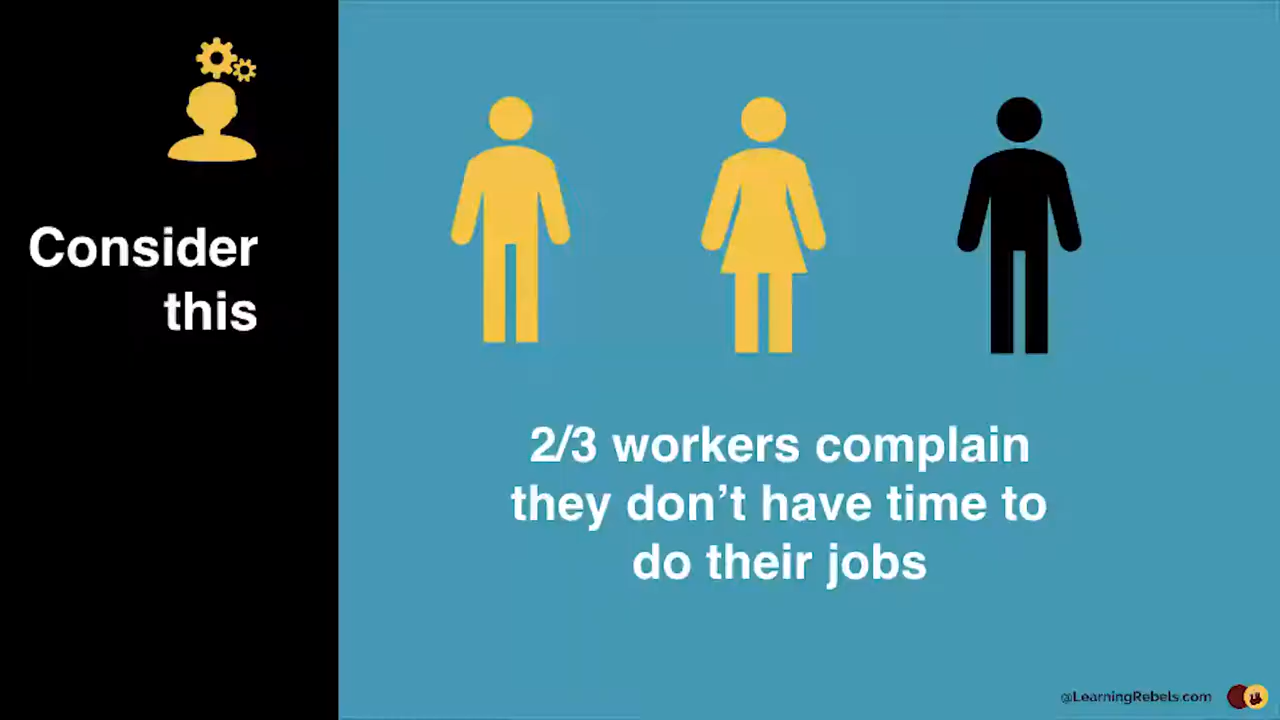 Consider
this
2/3 workers complain
they don’t have time to
do their jobs
@LearningRebels.com